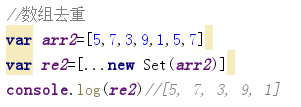 //数组去重
var arr2=[5,7,3,9,1,5,7]
var re2=[...new Set(arr2)]
console.log(re2)//[5, 7, 3, 9, 1]